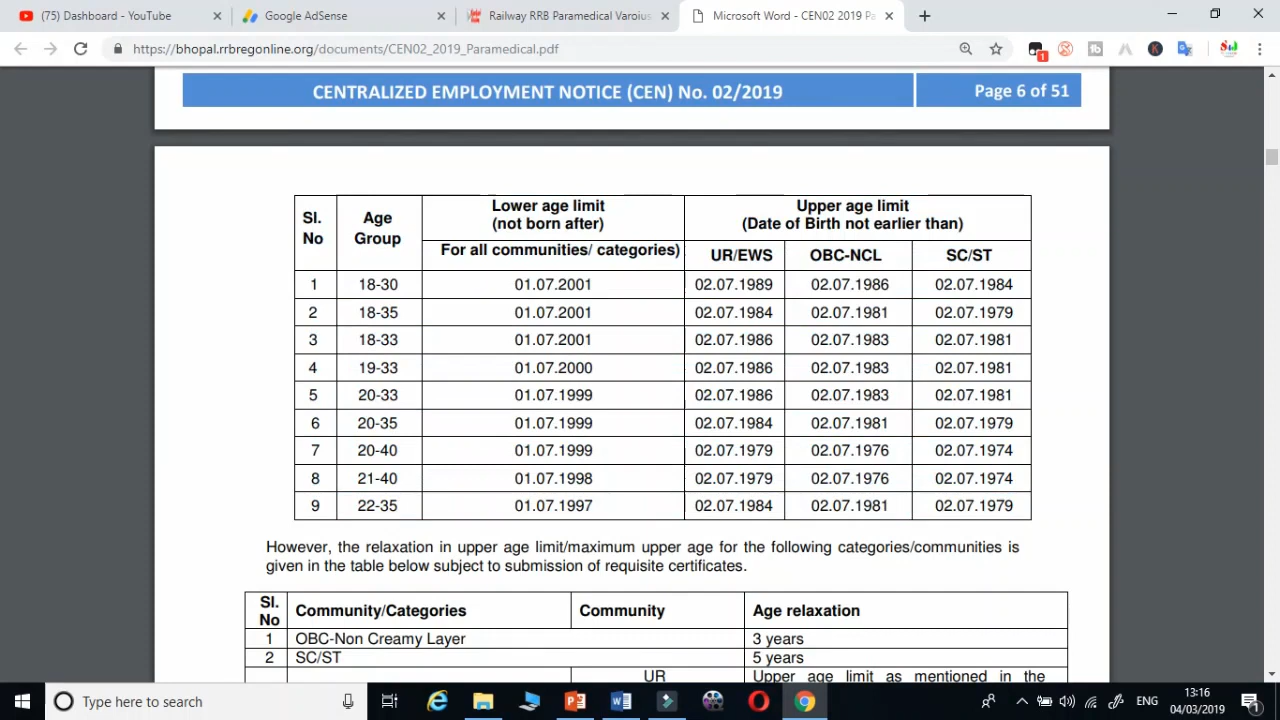 (75) Dashboard - YouTube
Google AdSense
Railway RRB Paramedical Varoius
Microsoft Word - CEN02 2019 Pa
https://bhopal.rrbregonline.org/documents/CEN02_2019_Paramedical.pdf
CENTRALIZED EMPLOYMENT NOTICE (CEN) No. 02/2019 Page 6 of 51
Sl. No Age Group Lower age limit (not born after) Upper age limit (Date of Birth not earlier than)
For all communities/ categories) UR/EWS OBC-NCL SC/ST
1 18-30 01.07.2001 02.07.1989 02.07.1986 02.07.1984
2 18-35 01.07.2001 02.07.1984 02.07.1981 02.07.1979
3 18-33 01.07.2001 02.07.1986 02.07.1983 02.07.1981
4 19-33 01.07.2000 02.07.1986 02.07.1983 02.07.1981
5 20-33 01.07.1999 02.07.1986 02.07.1983 02.07.1981
6 20-35 01.07.1999 02.07.1984 02.07.1981 02.07.1979
7 20-40 01.07.1999 02.07.1979 02.07.1976 02.07.1974
8 21-40 01.07.1998 02.07.1979 02.07.1976 02.07.1974
9 22-35 01.07.1997 02.07.1984 02.07.1981 02.07.1979
However, the relaxation in upper age limit/maximum upper age for the following categories/communities is
given in the table below subject to submission of requisite certificates.
Sl. No Community/Categories Community Age relaxation
1 OBC-Non Creamy Layer 3 years
2 SC/ST 5 years
UR Upper age limit as mentioned in the
Type here to search
ENG
13:16
04/03/2019